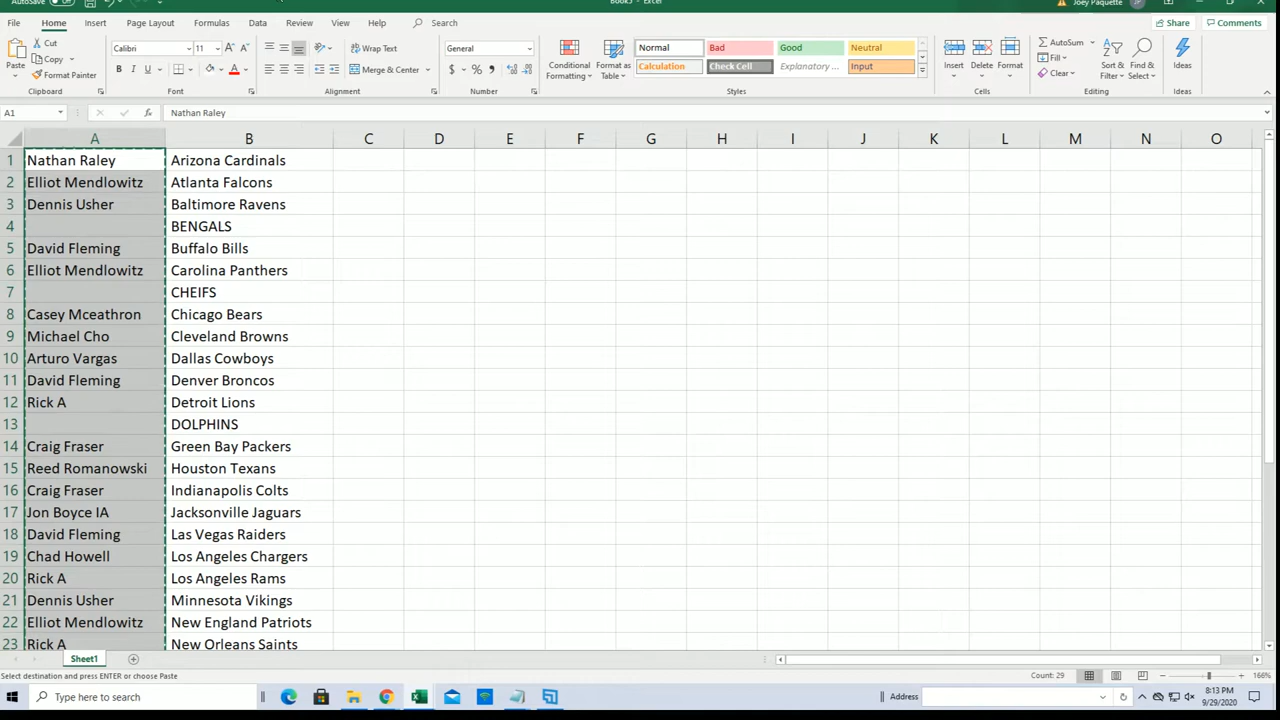 AutoSave Off Book5 - Excel Joey Paquette JP
File Home Insert Page Layout Formulas Data Review View Help Search Share Comments
Paste Cut Copy Format Painter Clipboard
Calibri 11 B I U A Font
Wrap Text Merge & Center Alignment
General $ % Number
Conditional Formatting Format as Table
Normal Bad Good Neutral
Calculation Check Cell Explanatory ... Input
Styles
Insert Delete Format Cells
AutoSum Fill Clear Sort & Filter Find & Select Editing
Ideas Ideas
A1 fx Nathan Raley
A B C D E F G H I J K L M N O
1 Nathan Raley Arizona Cardinals
2 Elliot Mendlowitz Atlanta Falcons
3 Dennis Usher Baltimore Ravens
4 BENGALS
5 David Fleming Buffalo Bills
6 Elliot Mendlowitz Carolina Panthers
7 CHEIFS
8 Casey Mceathron Chicago Bears
9 Michael Cho Cleveland Browns
10 Arturo Vargas Dallas Cowboys
11 David Fleming Denver Broncos
12 Rick A Detroit Lions
13 DOLPHINS
14 Craig Fraser Green Bay Packers
15 Reed Romanowski Houston Texans
16 Craig Fraser Indianapolis Colts
17 Jon Boyce IA Jacksonville Jaguars
18 David Fleming Las Vegas Raiders
19 Chad Howell Los Angeles Chargers
20 Rick A Los Angeles Rams
21 Dennis Usher Minnesota Vikings
22 Elliot Mendlowitz New England Patriots
23 Rick A New Orleans Saints
Sheet1
Select destination and press ENTER or choose Paste Count: 29 166%
Type here to search Address 8:13 PM
9/29/2020